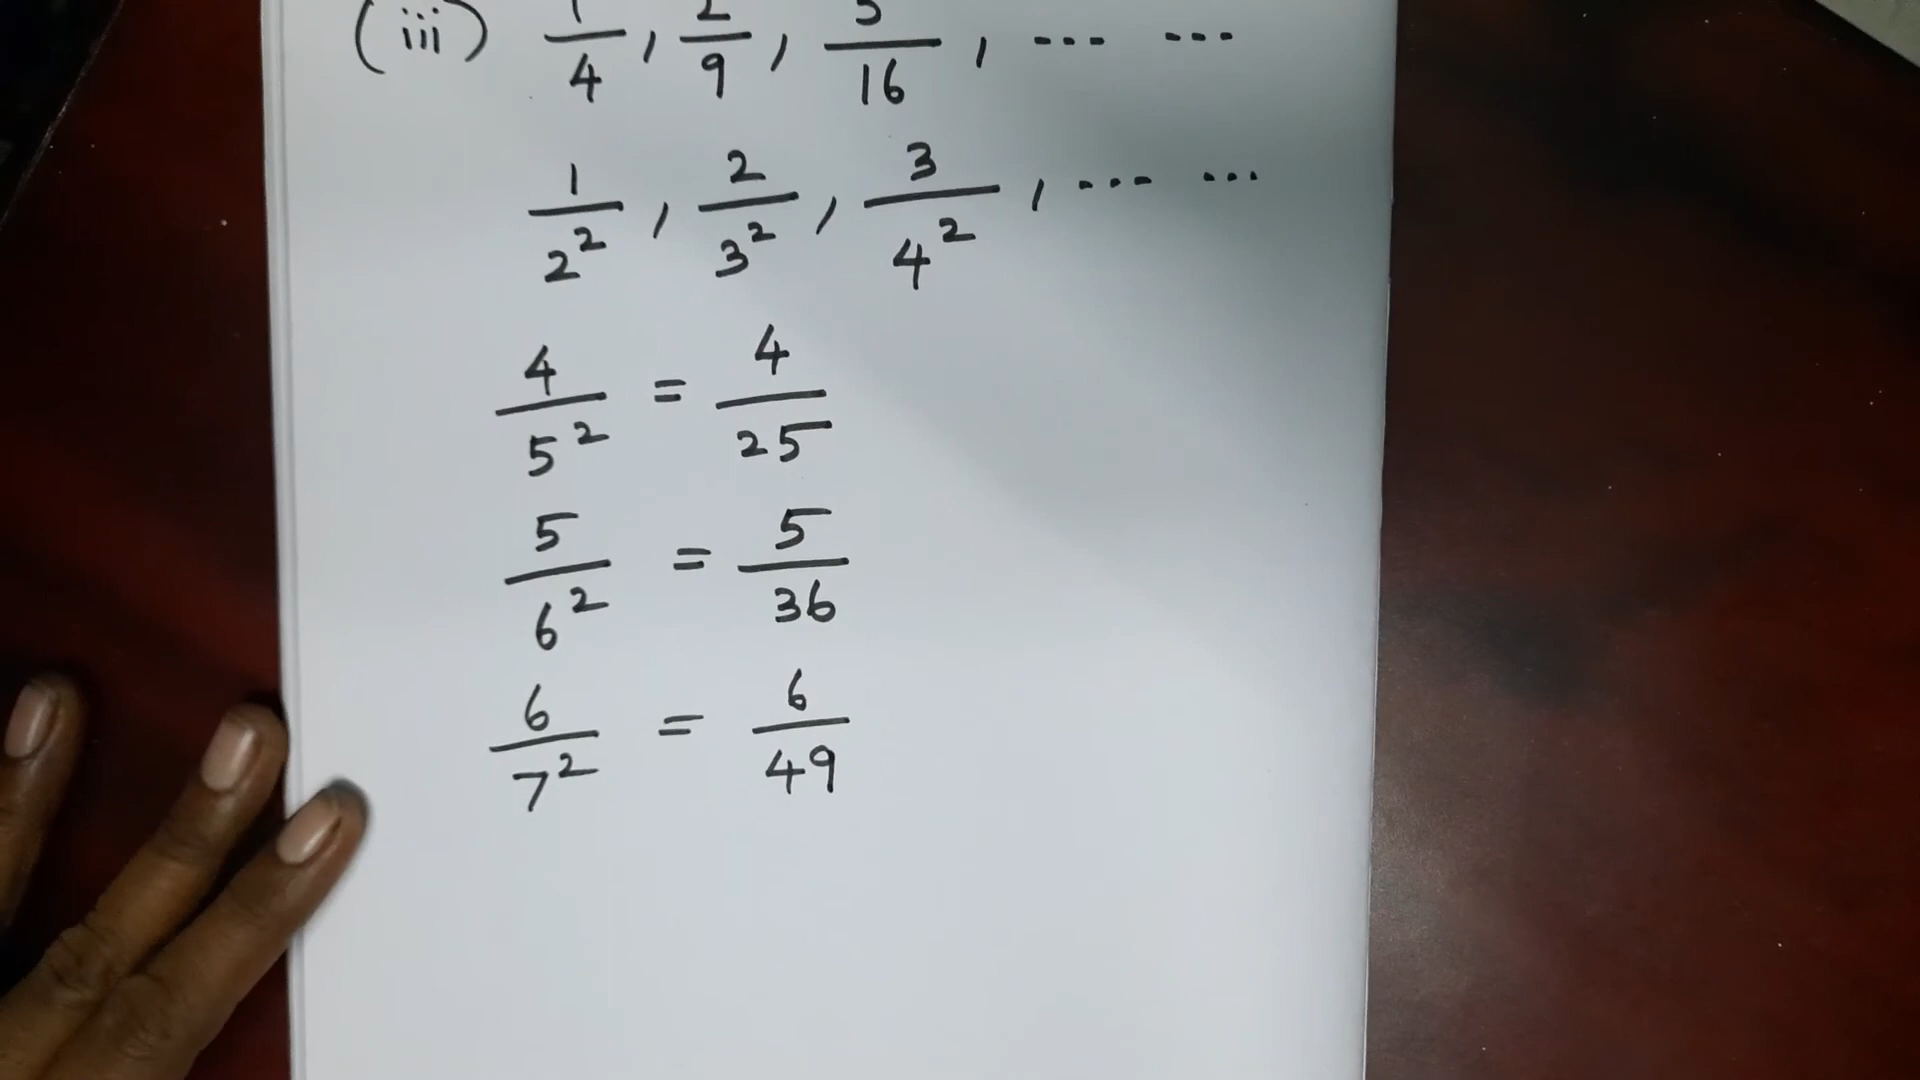 (iii) 1/4, 2/9, 3/16, --- ---
1/2², 2/3², 3/4², --- ---
4/5² = 4/25
5/6² = 5/36
6/7² = 6/49